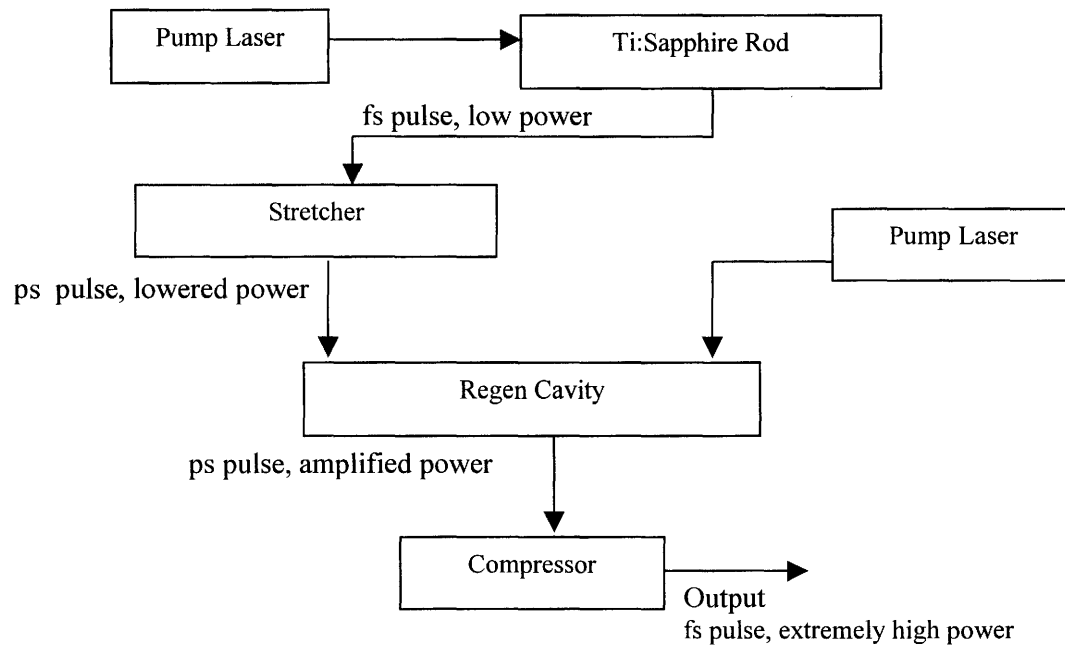 Pump Laser
Ti:Sapphire Rod
fs pulse, low power
Stretcher
Pump Laser
ps pulse, lowered power
Regen Cavity
ps pulse, amplified power
Compressor
Output
fs pulse, extremely high power